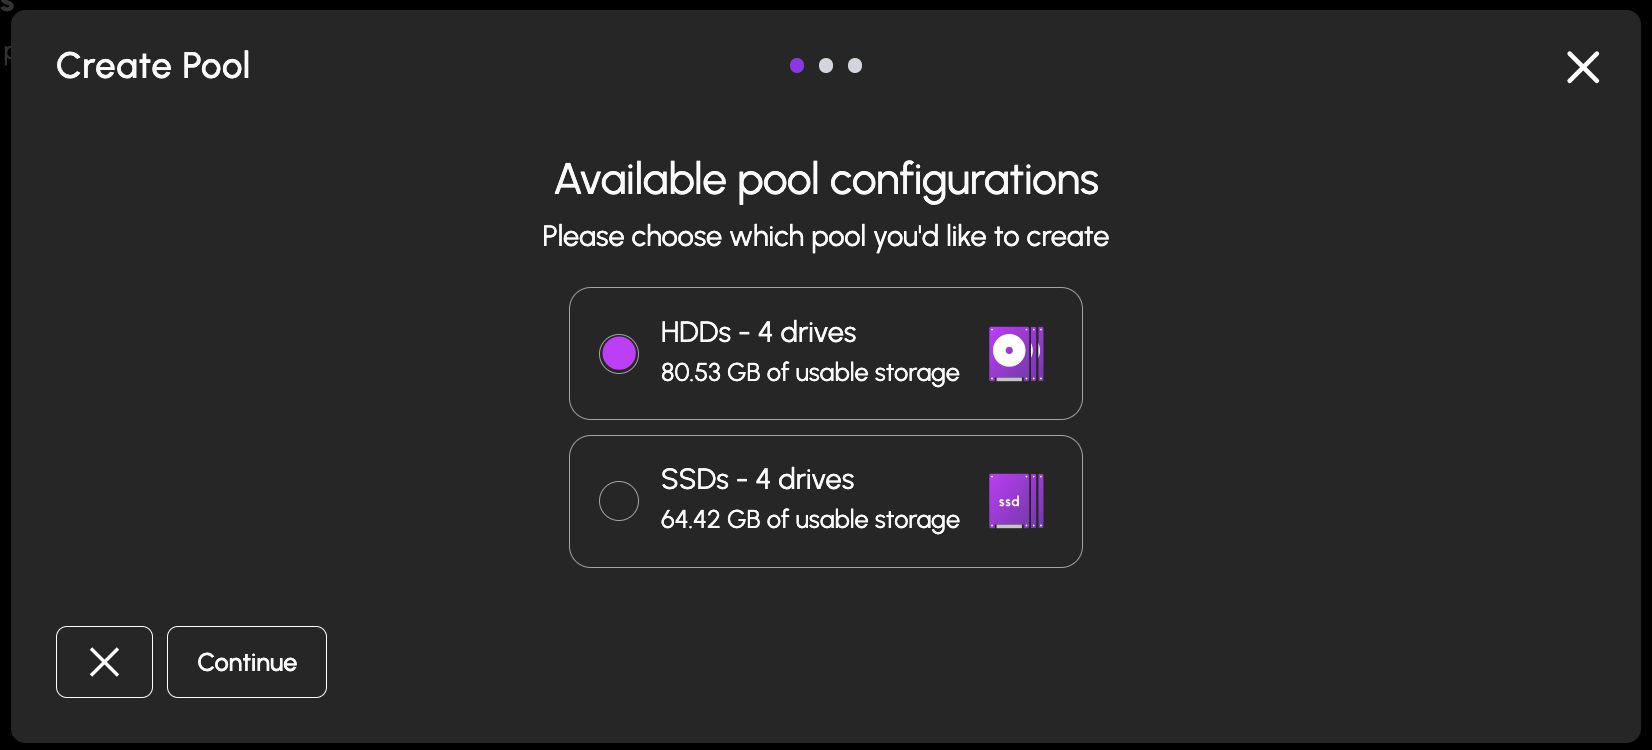 Create Pool
Available pool configurations
Please choose which pool you'd like to create
HDDs - 4 drives
80.53 GB of usable storage
SSDs - 4 drives
64.42 GB of usable storage
ssd
Continue